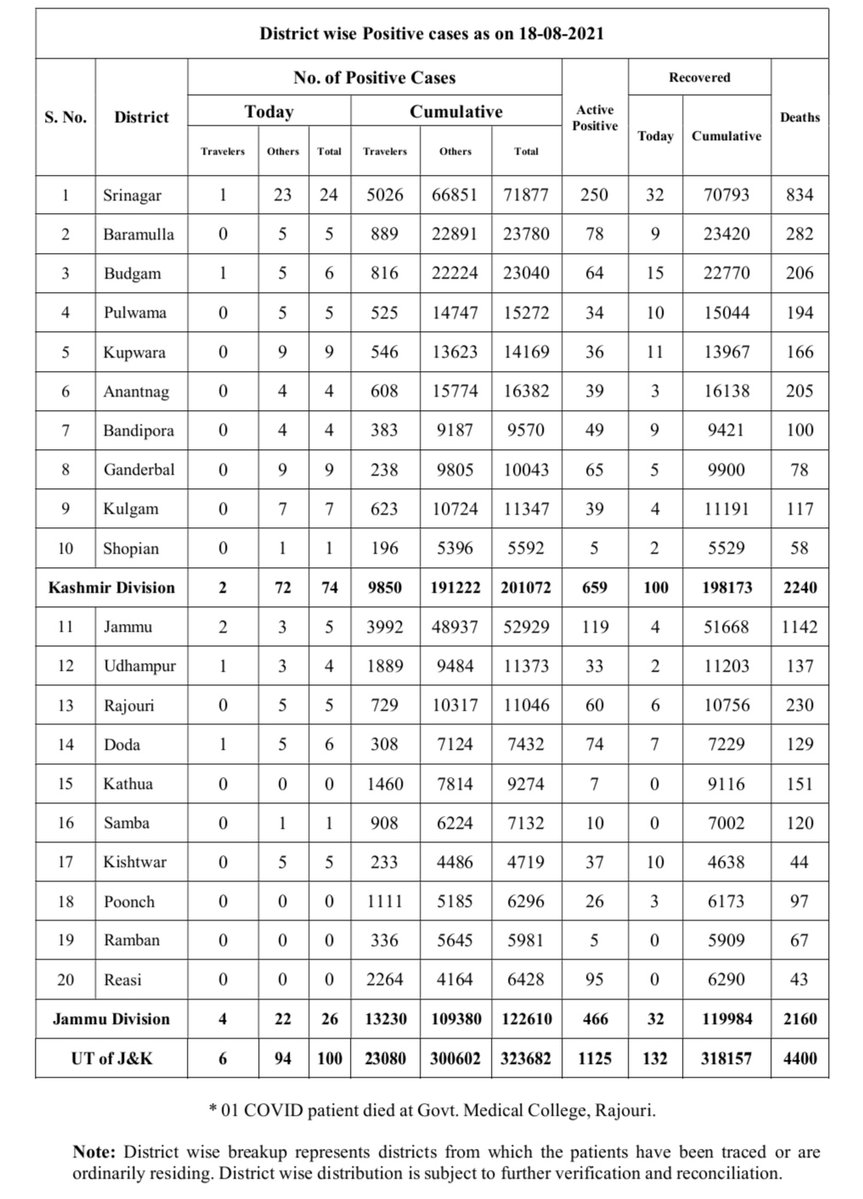 District wise Positive cases as on 18-08-2021
S. No. District No. of Positive Cases Active Positive Recovered Deaths
Today Cumulative Today Cumulative
Travelers Others Total Travelers Others Total
1 Srinagar 1 23 24 5026 66851 71877 250 32 70793 834
2 Baramulla 0 5 5 889 22891 23780 78 9 23420 282
3 Budgam 1 5 6 816 22224 23040 64 15 22770 206
4 Pulwama 0 5 5 525 14747 15272 34 10 15044 194
5 Kupwara 0 9 9 546 13623 14169 36 11 13967 166
6 Anantnag 0 4 4 608 15774 16382 39 3 16138 205
7 Bandipora 0 4 4 383 9187 9570 49 9 9421 100
8 Ganderbal 0 9 9 238 9805 10043 65 5 9900 78
9 Kulgam 0 7 7 623 10724 11347 39 4 11191 117
10 Shopian 0 1 1 196 5396 5592 5 2 5529 58
Kashmir Division 2 72 74 9850 191222 201072 659 100 198173 2240
11 Jammu 2 3 5 3992 48937 52929 119 4 51668 1142
12 Udhampur 1 3 4 1889 9484 11373 33 2 11203 137
13 Rajouri 0 5 5 729 10317 11046 60 6 10756 230
14 Doda 1 5 6 308 7124 7432 74 7 7229 129
15 Kathua 0 0 0 1460 7814 9274 7 0 9116 151
16 Samba 0 1 1 908 6224 7132 10 0 7002 120
17 Kishtwar 0 5 5 233 4486 4719 37 10 4638 44
18 Poonch 0 0 0 1111 5185 6296 26 3 6173 97
19 Ramban 0 0 0 336 5645 5981 5 0 5909 67
20 Reasi 0 0 0 2264 4164 6428 95 0 6290 43
Jammu Division 4 22 26 13230 109380 122610 466 32 119984 2160
UT of J&K 6 94 100 23080 300602 323682 1125 132 318157 4400
* 01 COVID patient died at Govt. Medical College, Rajouri.
Note: District wise breakup represents districts from which the patients have been traced or are
ordinarily residing. District wise distribution is subject to further verification and reconciliation.